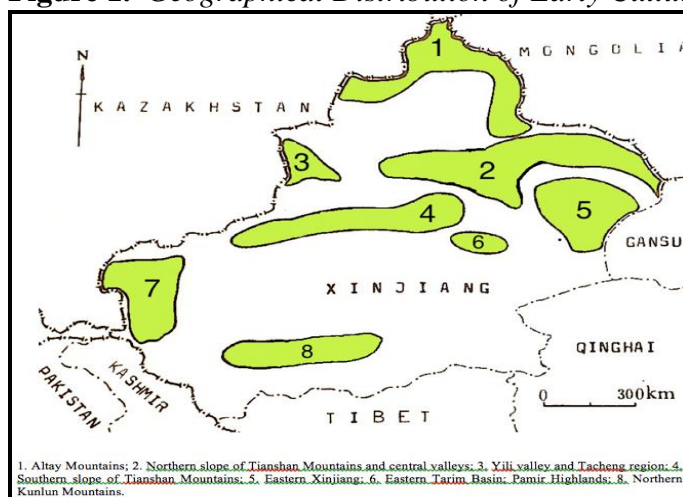 Figure 1. Geographical Distribution of Early Cultu
N
MONGOLIA
KAZAKHSTAN
1
2
3
4
5
6
7
8
GANSU
XINJIANG
QINGHAI
KASHMIR
PAKISTAN
TIBET
0 300km
1. Altay Mountains; 2. Northern slope of Tianshan Mountains and central valleys; 3. Yili valley and Tacheng region; 4.
Southern slope of Tianshan Mountains; 5. Eastern Xinjiang; 6. Eastern Tarim Basin; Pamir Highlands; 8. Northern
Kunlun Mountains.